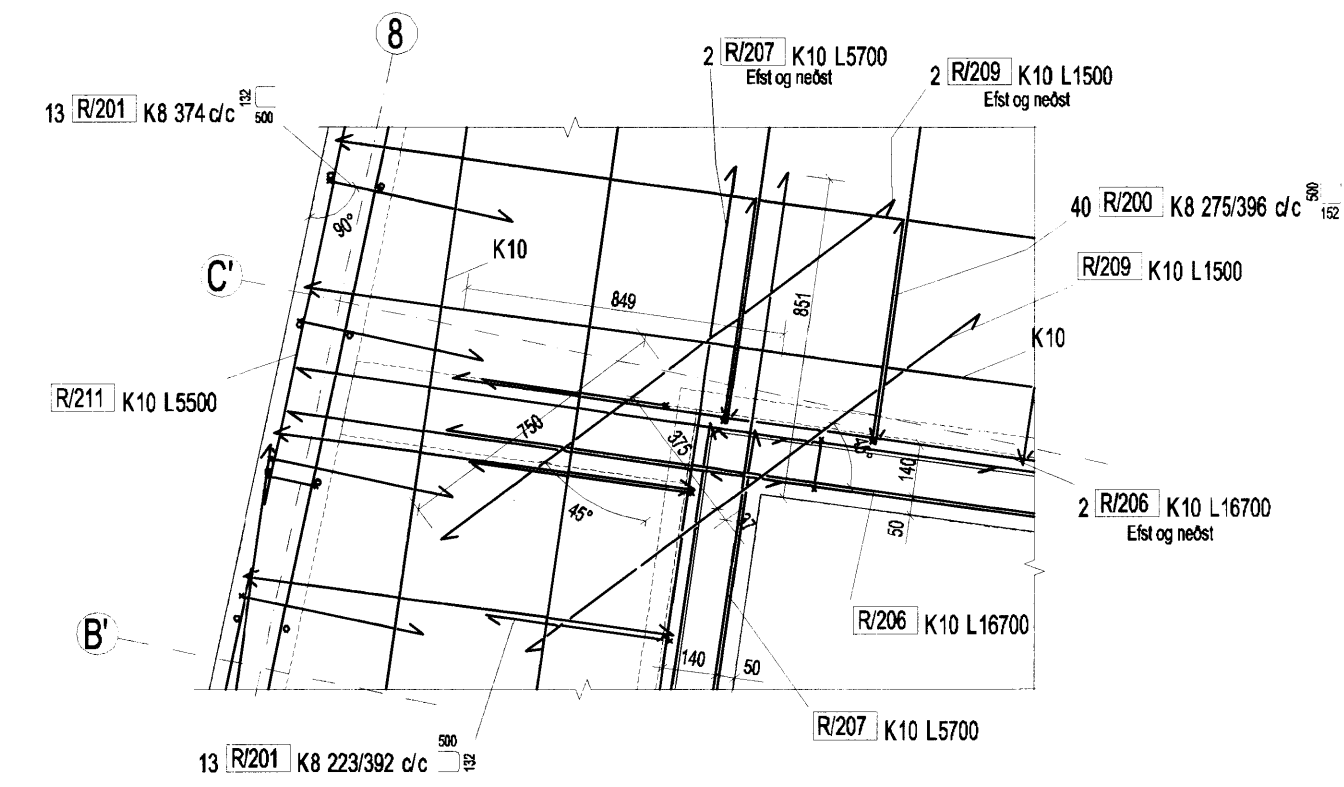 8
2 R/207 K10 L5700
Efst og neðst
2 R/209 K10 L1500
Efst og neðst
13 R/201 K8 374 c/c 132
500
40 R/200 K8 275/396 c/c 500
152
90°
K10
C'
R/209 K10 L1500
849
851
K10
R/211 K10 L5500
750
375
140
45°
2 R/206 K10 L16700
Efst og neðst
27
50
R/206 K10 L16700
B'
140
50
R/207 K10 L5700
13 R/201 K8 223/392 c/c 500
132